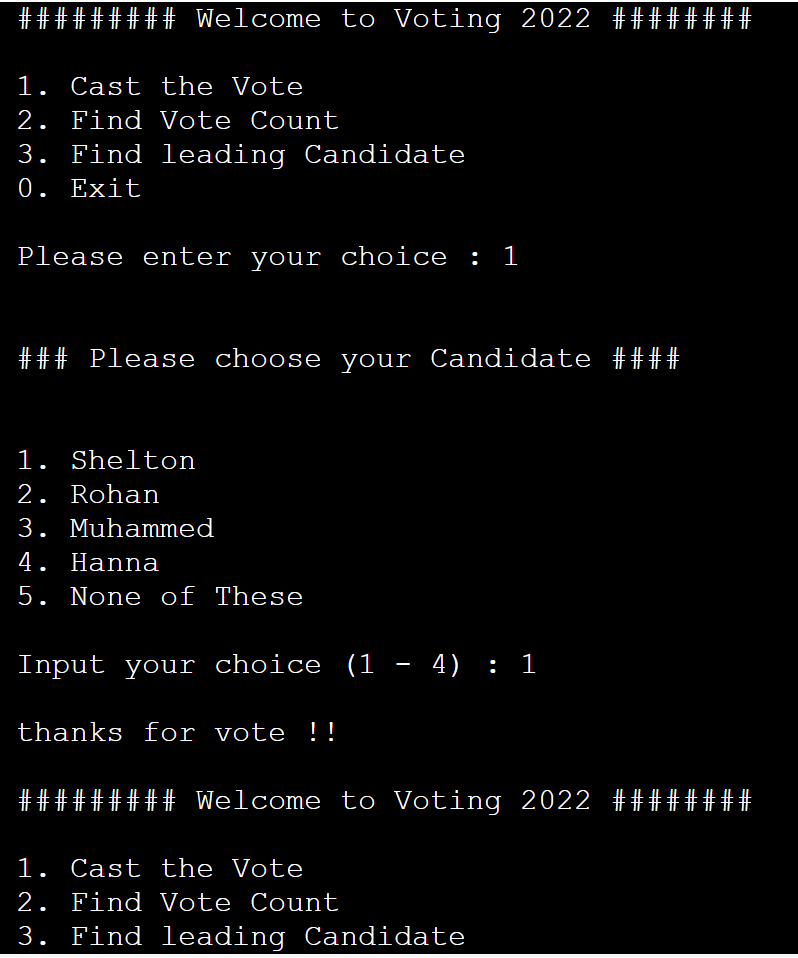 ######### Welcome to Voting 2022 ########
1. Cast the Vote
2. Find Vote Count
3. Find leading Candidate
0. Exit
Please enter your choice : 1
### Please choose your Candidate ####
1. Shelton
2. Rohan
3. Muhammed
4. Hanna
5. None of These
Input your choice (1 - 4) : 1
thanks for vote !!
######### Welcome to Voting 2022 ########
1. Cast the Vote
2. Find Vote Count
3. Find leading Candidate